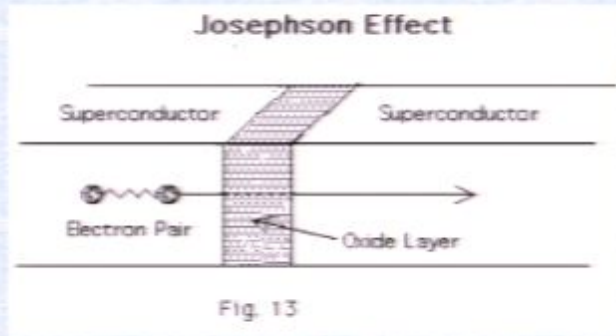 Josephson Effect
Superconductor
Superconductor
Electron Pair
Oxide Layer
Fig. 13